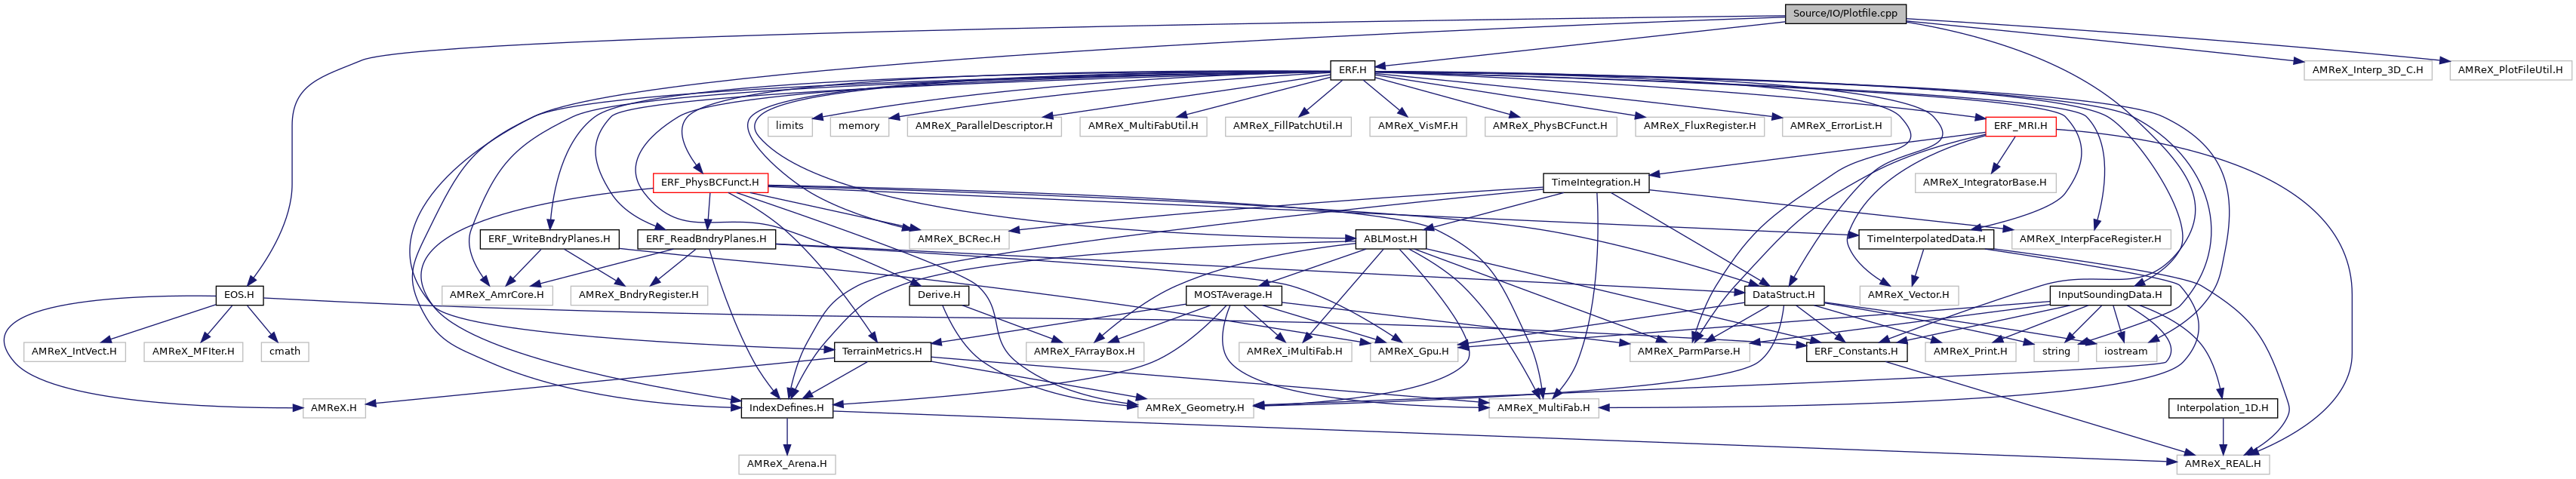 Source/IO/Plotfile.cpp
ERF.H
AMReX_Interp_3D_C.H
AMReX_PlotFileUtil.H
limits
memory
AMReX_ParallelDescriptor.H
AMReX_MultiFabUtil.H
AMReX_FillPatchUtil.H
AMReX_VisMF.H
AMReX_PhysBCFunct.H
AMReX_FluxRegister.H
AMReX_ErrorList.H
ERF_MRI.H
ERF_PhysBCFunct.H
TimeIntegration.H
AMReX_IntegratorBase.H
ERF_WriteBndryPlanes.H
ERF_ReadBndryPlanes.H
AMReX_BCRec.H
ABLMost.H
TimeInterpolatedData.H
AMReX_InterpFaceRegister.H
EOS.H
AMReX_AmrCore.H
AMReX_BndryRegister.H
Derive.H
MOSTAverage.H
DataStruct.H
AMReX_Vector.H
InputSoundingData.H
AMReX_IntVect.H
AMReX_MFIter.H
cmath
TerrainMetrics.H
AMReX_FArrayBox.H
AMReX_iMultiFab.H
AMReX_Gpu.H
AMReX_ParmParse.H
ERF_Constants.H
AMReX_Print.H
string
iostream
AMReX.H
IndexDefines.H
AMReX_Geometry.H
AMReX_MultiFab.H
Interpolation_1D.H
AMReX_Arena.H
AMReX_REAL.H